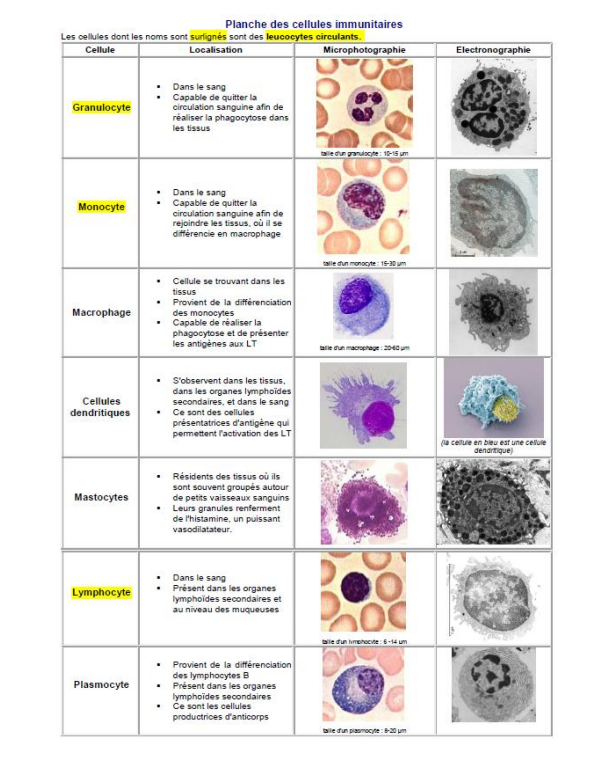 Planche des cellules immunitaires
Les cellules dont les noms sont surlignés sont des leucocytes circulants.
Cellule
Localisation
Microphotographie
Electronographie
Granulocyte
▪ Dans le sang
▪ Capable de quitter la
circulation sanguine afin de
réaliser la phagocytose dans
les tissus
taille d'un granulocyte : 10-15 µm
Monocyte
▪ Dans le sang
▪ Capable de quitter la
circulation sanguine afin de
rejoindre les tissus, où il se
différencie en macrophage
taille d'un monocyte : 15-30 µm
Macrophage
▪ Cellule se trouvant dans les
tissus
▪ Provient de la différenciation
des monocytes
▪ Capable de réaliser la
phagocytose et de présenter
les antigènes aux LT
taille d'un macrophage : 20-60 µm
Cellules
dendritiques
▪ S'observent dans les tissus,
dans les organes lymphoïdes
secondaires, et dans le sang
▪ Ce sont des cellules
présentatrices d'antigène qui
permettent l'activation des LT
(la cellule en bleu est une cellule
dendritique)
Mastocytes
▪ Résidents des tissus où ils
sont souvent groupés autour
de petits vaisseaux sanguins
▪ Leurs granules renferment
de l'histamine, un puissant
vasodilatateur.
Lymphocyte
▪ Dans le sang
▪ Présent dans les organes
lymphoïdes secondaires et
au niveau des muqueuses
taille d'un lymphocyte : 6 -14 µm
Plasmocyte
▪ Provient de la différenciation
des lymphocytes B
▪ Présent dans les organes
lymphoïdes secondaires
▪ Ce sont les cellules
productrices d'anticorps
taille d'un plasmocyte : 8-20 µm